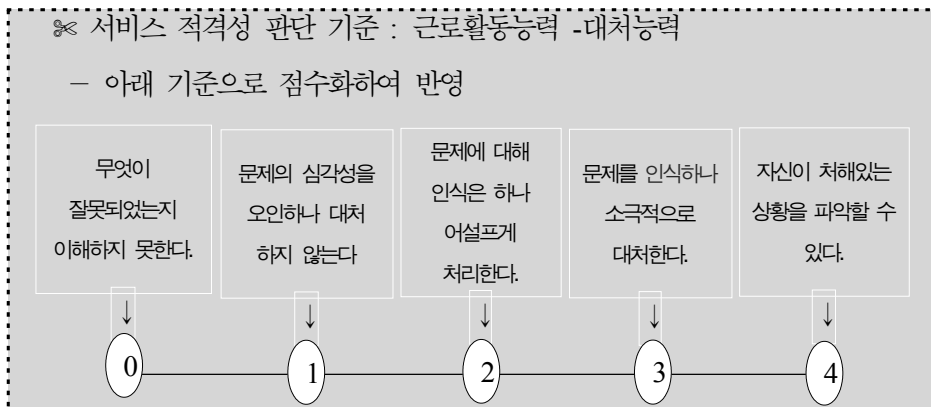 ✄ 서비스 적격성 판단 기준 : 근로활동능력 -대처능력
– 아래 기준으로 점수화하여 반영
무엇이
잘못되었는지
이해하지 못한다.
문제의 심각성을
오인하나 대처
하지 않는다
문제에 대해
인식은 하나
어설프게
처리한다.
문제를 인식하나
소극적으로
대처한다.
자신이 처해있는
상황을 파악할 수
있다.
↓ ↓ ↓ ↓ ↓
0 1 2 3 4